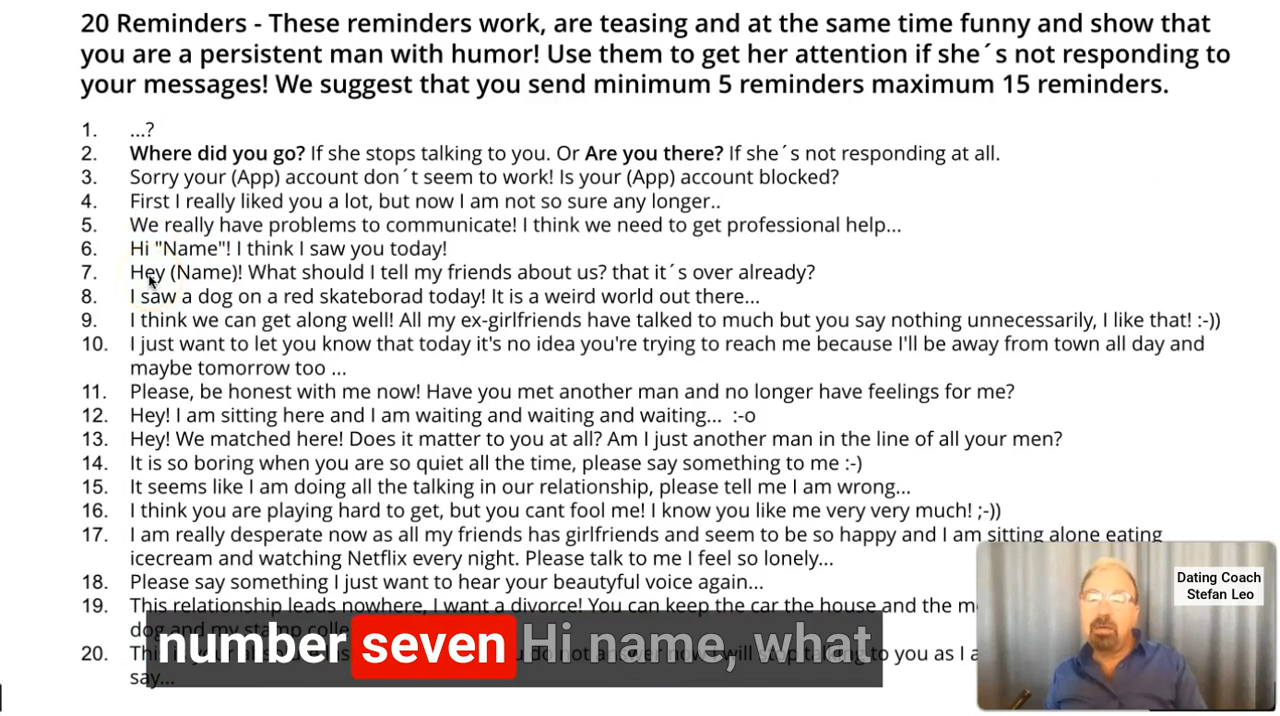 20 Reminders - These reminders work, are teasing and at the same time funny and show that
you are a persistent man with humor! Use them to get her attention if she´s not responding to
your messages! We suggest that you send minimum 5 reminders maximum 15 reminders.
1. ...?
2. Where did you go? If she stops talking to you. Or Are you there? If she´s not responding at all.
3. Sorry your (App) account don´t seem to work! Is your (App) account blocked?
4. First I really liked you a lot, but now I am not so sure any longer..
5. We really have problems to communicate! I think we need to get professional help...
6. Hi "Name"! I think I saw you today!
7. Hey (Name)! What should I tell my friends about us? that it´s over already?
8. I saw a dog on a red skateborad today! It is a weird world out there...
9. I think we can get along well! All my ex-girlfriends have talked to much but you say nothing unnecessarily, I like that! :-))
10. I just want to let you know that today it's no idea you're trying to reach me because I'll be away from town all day and
maybe tomorrow too ...
11. Please, be honest with me now! Have you met another man and no longer have feelings for me?
12. Hey! I am sitting here and I am waiting and waiting and waiting... :-o
13. Hey! We matched here! Does it matter to you at all? Am I just another man in the line of all your men?
14. It is so boring when you are so quiet all the time, please say something to me :-)
15. It seems like I am doing all the talking in our relationship, please tell me I am wrong...
16. I think you are playing hard to get, but you cant fool me! I know you like me very very much! ;-))
17. I am really desperate now as all my friends has girlfriends and seem to be so happy and I am sitting alone eating
icecream and watching Netflix every night. Please talk to me I feel so lonely...
18. Please say something I just want to hear your beautyful voice again...
19. This relationship leads nowhere, I want a divorce! You can keep the car the house and the
dog and my stamp
20. This to you as I
say...
number seven Hi name, what
Dating Coach
Stefan Leo